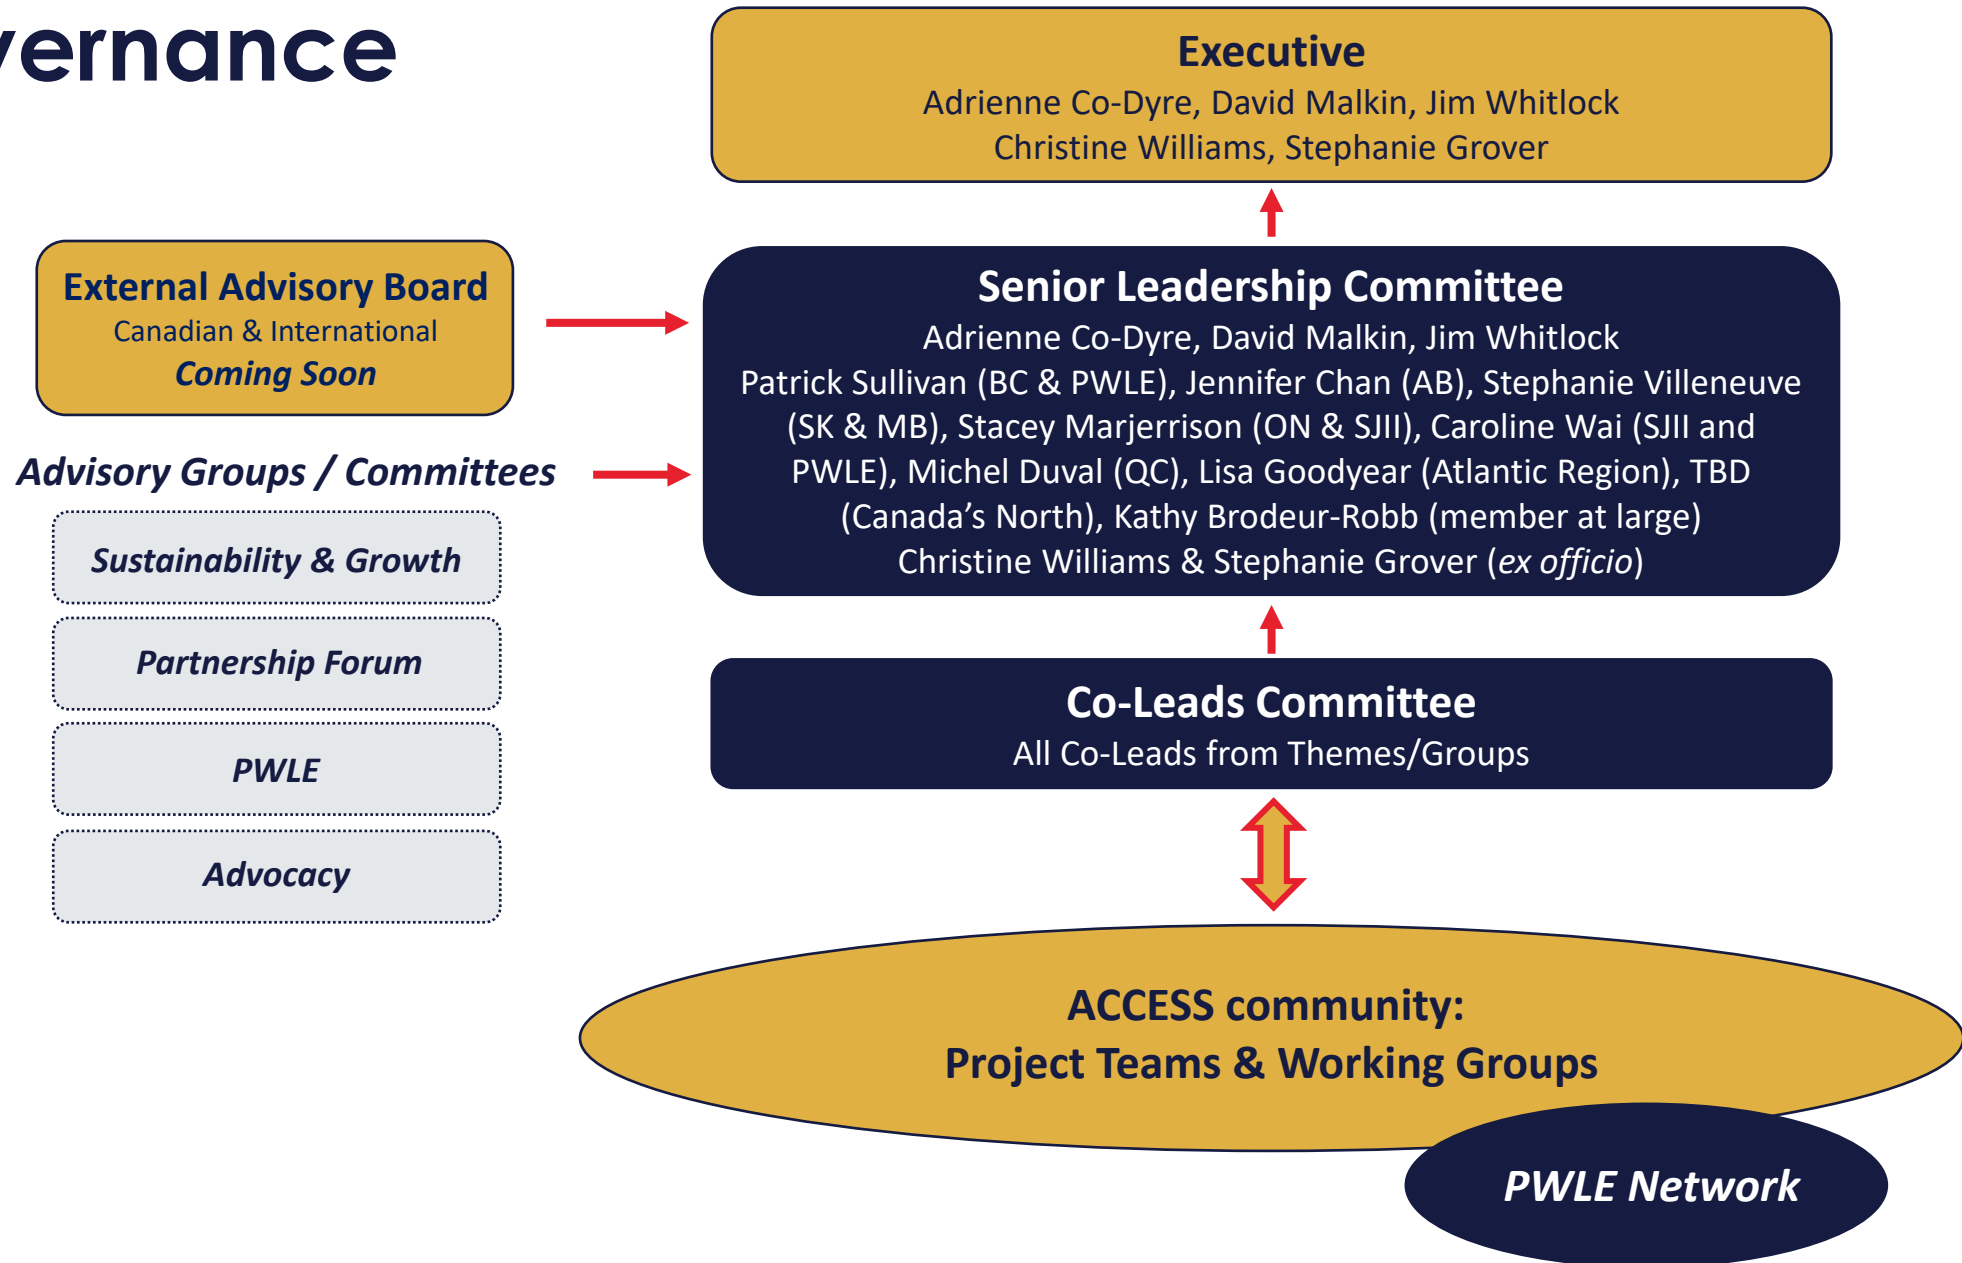 vernance
Executive
Adrienne Co-Dyre, David Malkin, Jim Whitlock
Christine Williams, Stephanie Grover
External Advisory Board
Canadian & International
Coming Soon
Senior Leadership Committee
Adrienne Co-Dyre, David Malkin, Jim Whitlock
Patrick Sullivan (BC & PWLE), Jennifer Chan (AB), Stephanie Villeneuve
(SK & MB), Stacey Marjerrison (ON & SJII), Caroline Wai (SJII and
PWLE), Michel Duval (QC), Lisa Goodyear (Atlantic Region), TBD
(Canada’s North), Kathy Brodeur-Robb (member at large)
Christine Williams & Stephanie Grover (ex officio)
Advisory Groups / Committees
Sustainability & Growth
Partnership Forum
PWLE
Advocacy
Co-Leads Committee
All Co-Leads from Themes/Groups
ACCESS community:
Project Teams & Working Groups
PWLE Network